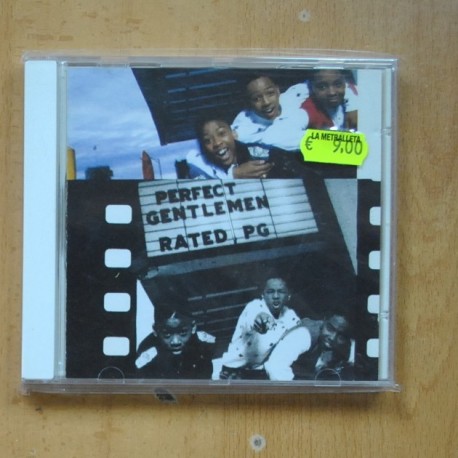 LA METRALLETA
€ 9.00
PERFECT
GENTLEMEN
RATED PG